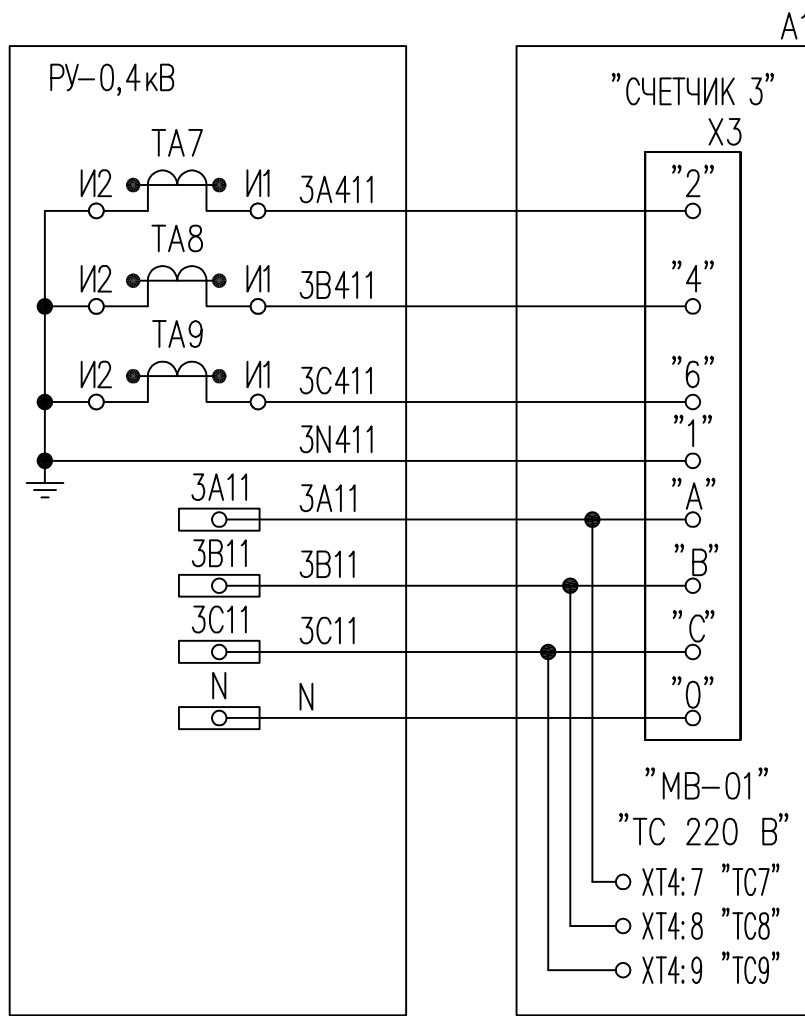 А1
РУ-0,4кВ
"СЧЕТЧИК 3"
X3
ТА7
И2 И1 3А411 "2"
ТА8
И2 И1 3В411 "4"
ТА9
И2 И1 3С411 "6"
3N411 "1"
3А11 3А11 "А"
3В11 3В11 "В"
3С11 3С11 "С"
N N "0"
"МВ-01"
"ТС 220 В"
ХТ4:7 "ТС7"
ХТ4:8 "ТС8"
ХТ4:9 "ТС9"